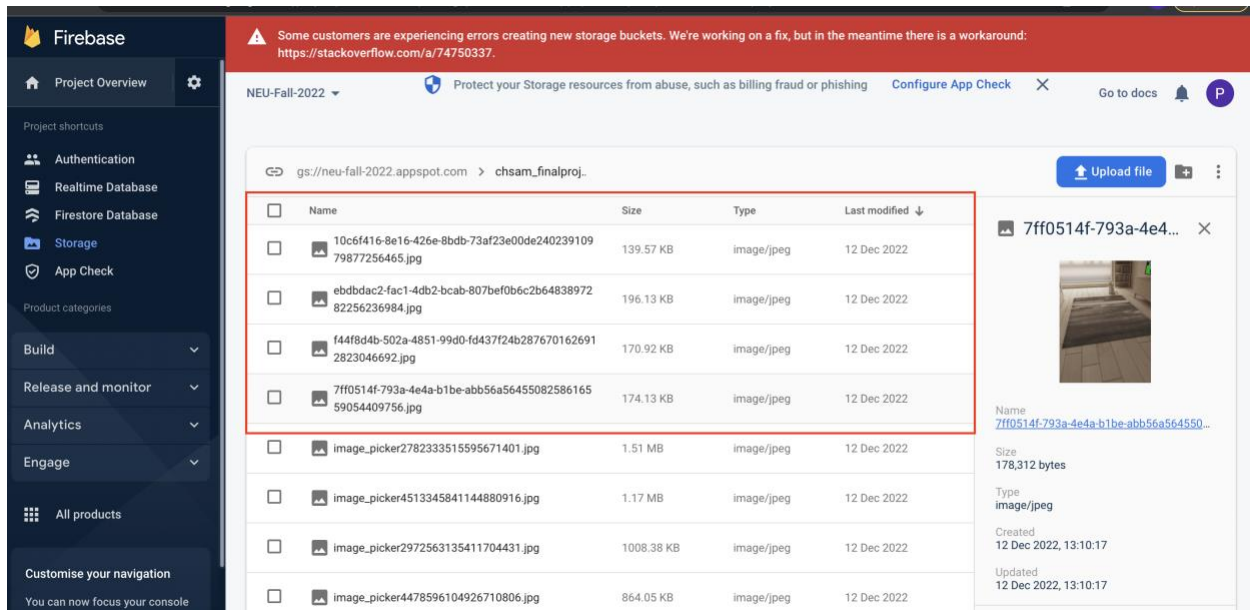 Firebase
Project Overview
Project shortcuts
Authentication
Realtime Database
Firestore Database
Storage
App Check
Product categories
Build
Release and monitor
Analytics
Engage
All products
Customise your navigation
You can now focus your console
Some customers are experiencing errors creating new storage buckets. We're working on a fix, but in the meantime there is a workaround:
https://stackoverflow.com/a/74750337.
NEU-Fall-2022
Protect your Storage resources from abuse, such as billing fraud or phishing Configure App Check
Go to docs P
gs://neu-fall-2022.appspot.com > chsam_finalproj..
Upload file
Name Size Type Last modified
10c6f416-8e16-426e-8bdb-73af23e00de240239109
79877256465.jpg 139.57 KB image/jpeg 12 Dec 2022
ebdbdac2-fac1-4db2-bcab-807bef0b6c2b64838972
82256236984.jpg 196.13 KB image/jpeg 12 Dec 2022
f44f8d4b-502a-4851-99d0-fd437f24b287670162691
2823046692.jpg 170.92 KB image/jpeg 12 Dec 2022
7ff0514f-793a-4e4a-b1be-abb56a56455082586165
59054409756.jpg 174.13 KB image/jpeg 12 Dec 2022
image_picker2782333515595671401.jpg 1.51 MB image/jpeg 12 Dec 2022
image_picker4513345841144880916.jpg 1.17 MB image/jpeg 12 Dec 2022
image_picker2972563135411704431.jpg 1008.38 KB image/jpeg 12 Dec 2022
image_picker4478596104926710806.jpg 864.05 KB image/jpeg 12 Dec 2022
7ff0514f-793a-4e4...
Name
7ff0514f-793a-4e4a-b1be-abb56a564550...
Size
178,312 bytes
Type
image/jpeg
Created
12 Dec 2022, 13:10:17
Updated
12 Dec 2022, 13:10:17